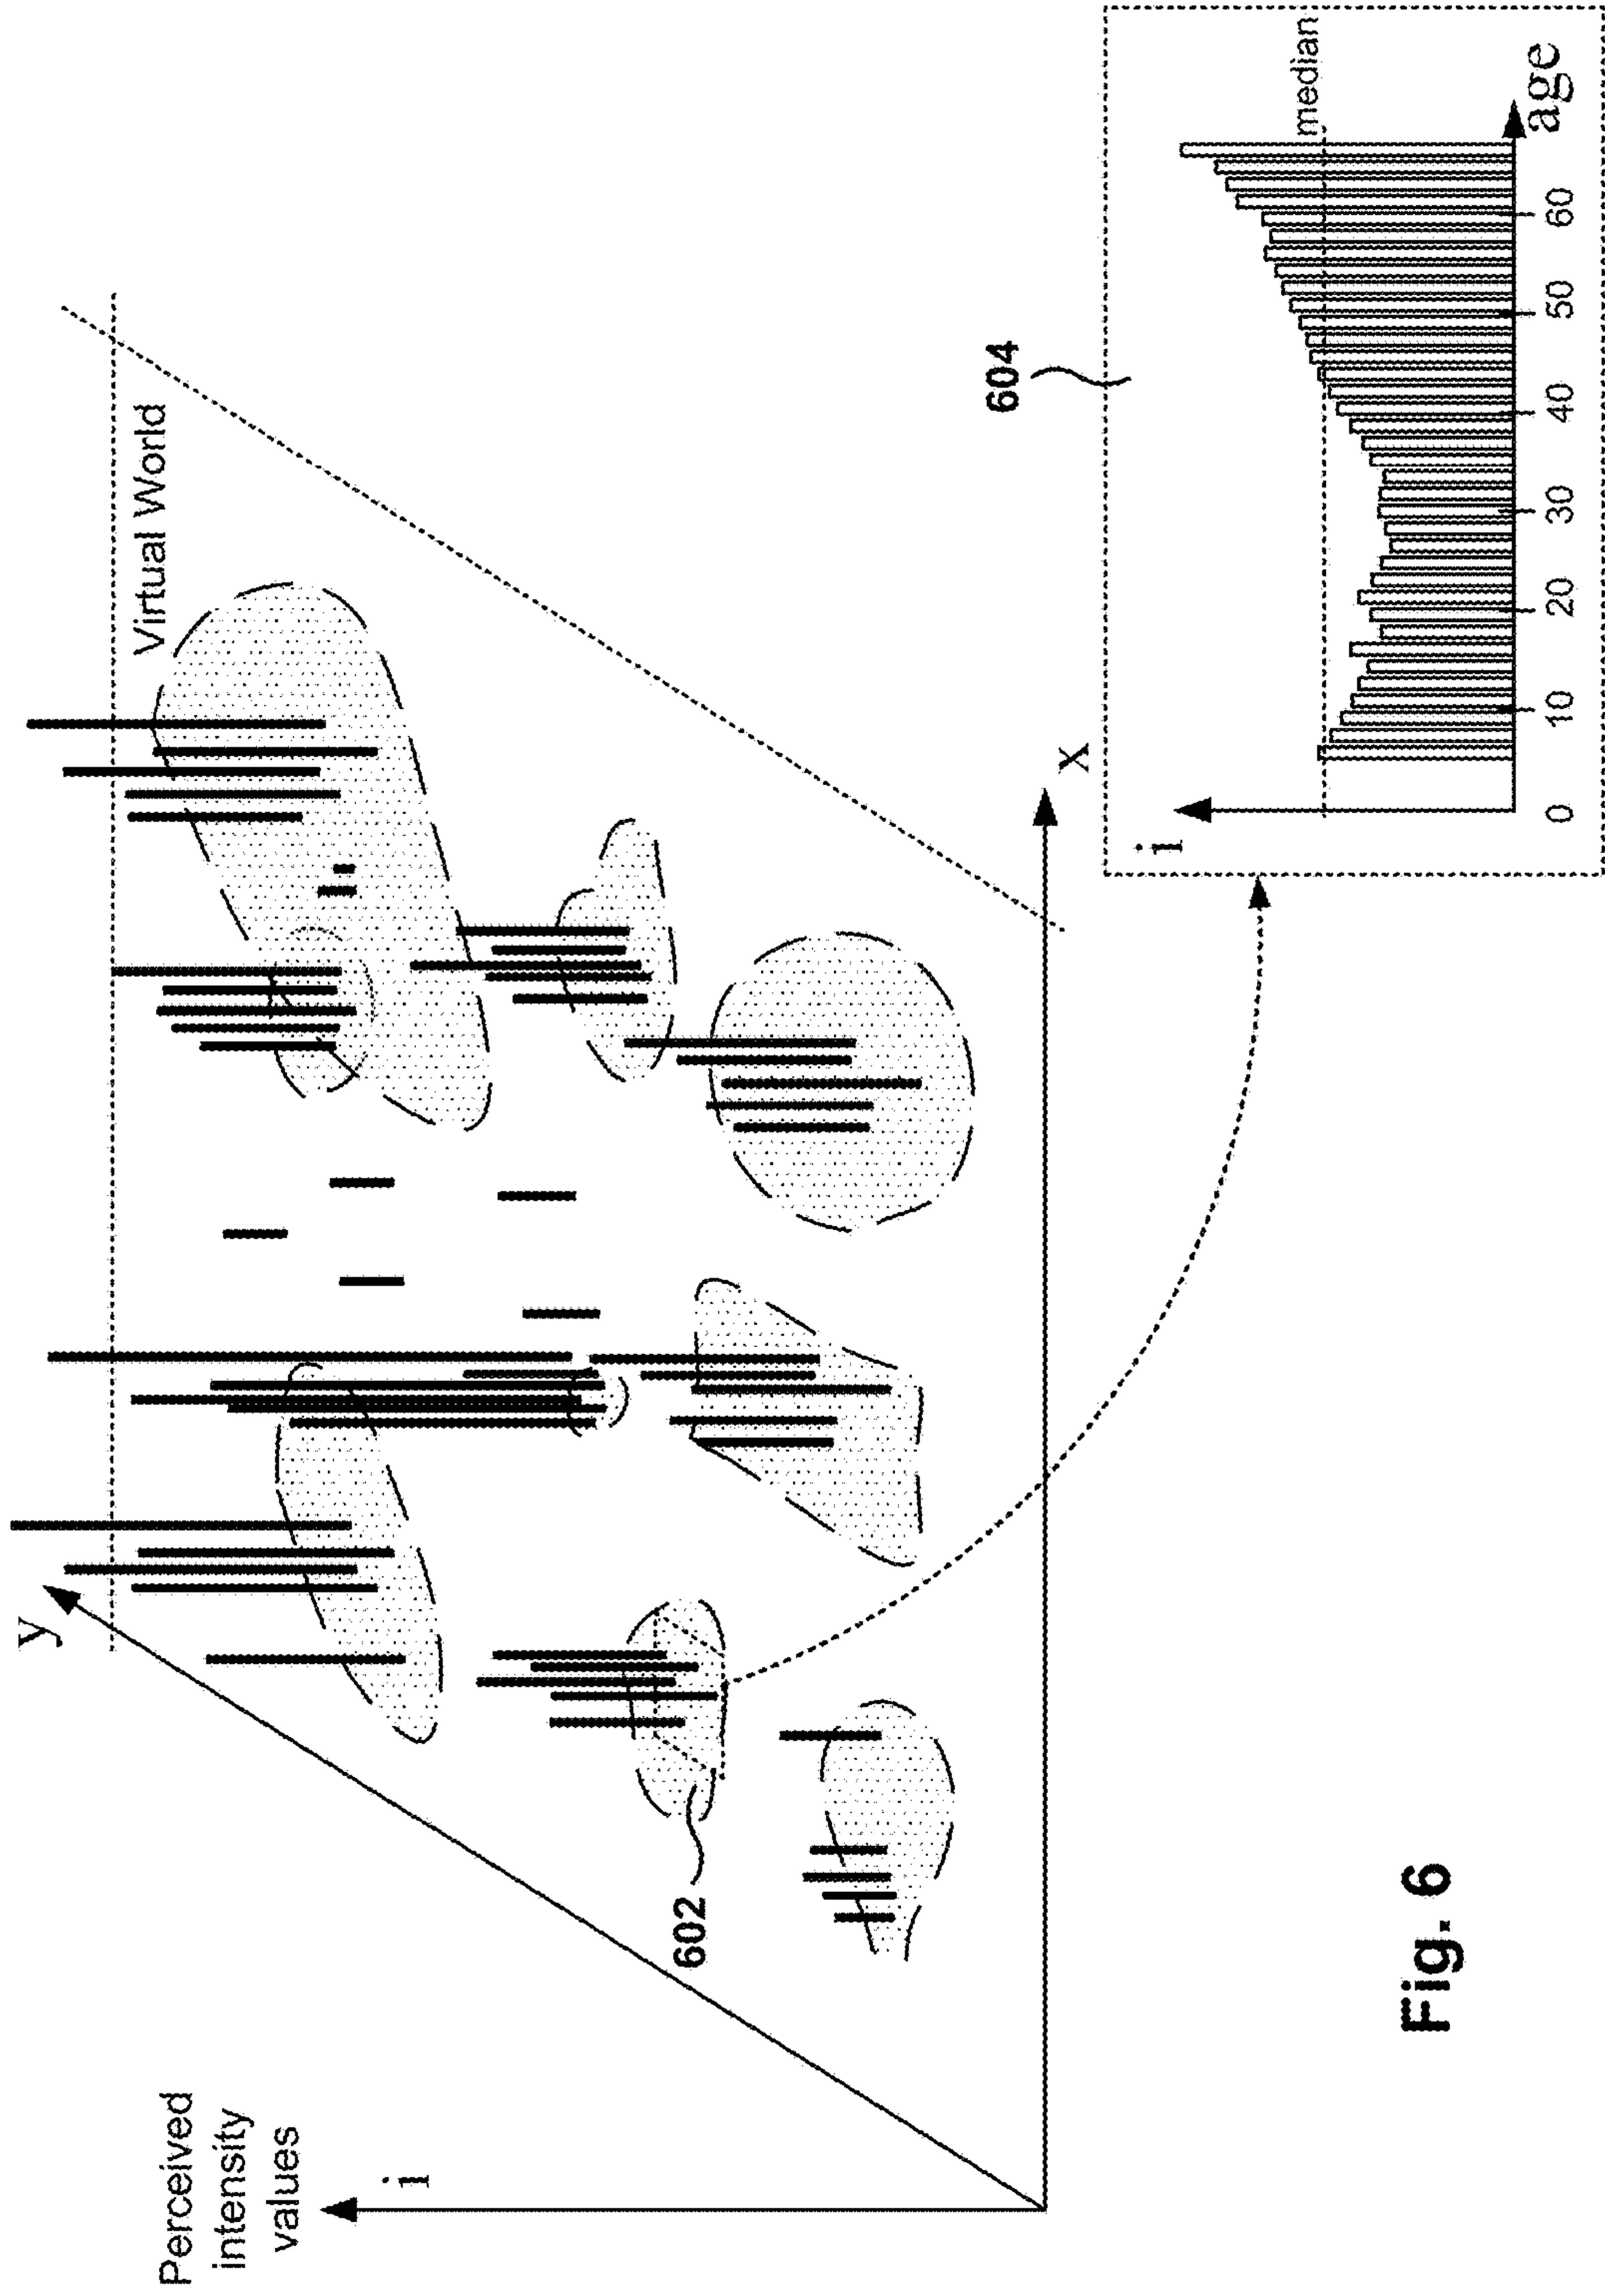 Perceived
intensity
values
i
y
Virtual World
x
602
604
i
median
0 10 20 30 40 50 60
age
Fig. 6